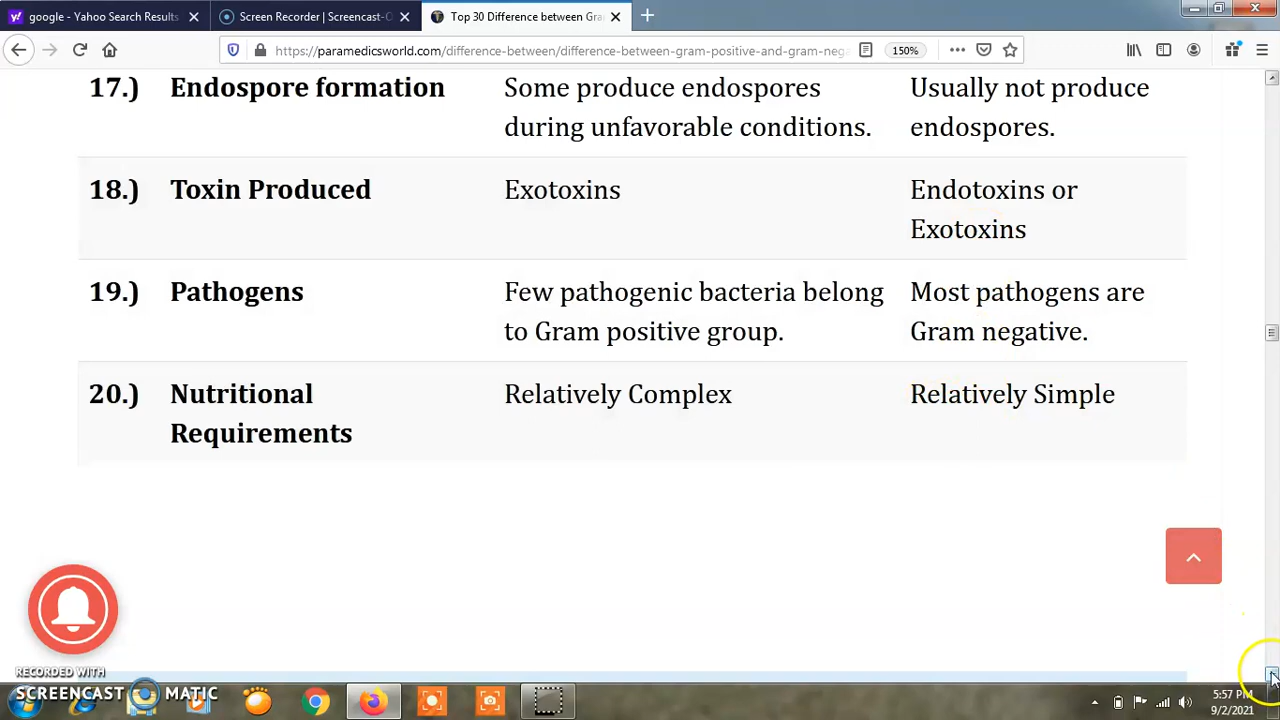 google - Yahoo Search Results
Screen Recorder | Screencast-O
Top 30 Difference between Gra
https://paramedicsworld.com/difference-between/difference-between-gram-positive-and-gram-neg
150%
17.) Endospore formation Some produce endospores Usually not produce
during unfavorable conditions. endospores.
18.) Toxin Produced Exotoxins Endotoxins or
Exotoxins
19.) Pathogens Few pathogenic bacteria belong Most pathogens are
to Gram positive group. Gram negative.
20.) Nutritional Relatively Complex Relatively Simple
Requirements
RECORDED WITH
SCREENCAST MATIC
5:57 PM
9/2/2021